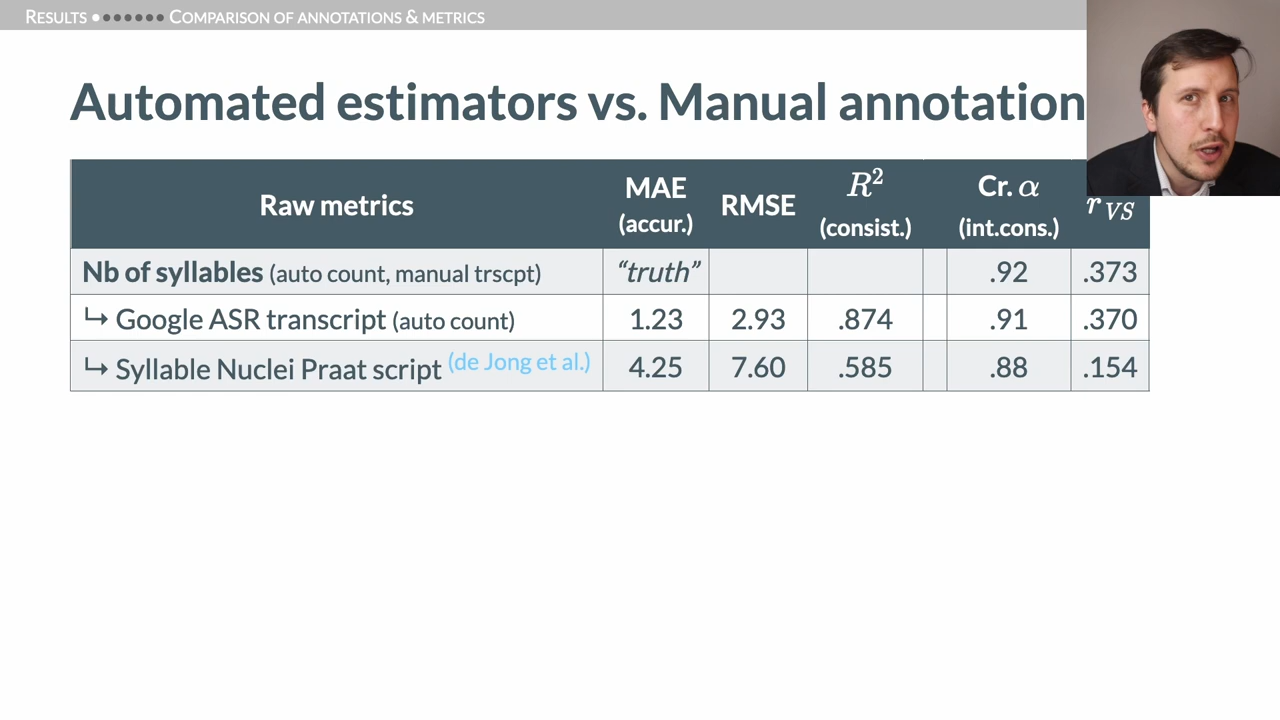 RESULTS COMPARISON OF ANNOTATIONS & METRICS
Automated estimators vs. Manual annotation
Raw metrics MAE (accur.) RMSE R² (consist.) Cr. α (int.cons.) r VS
Nb of syllables (auto count, manual trscpt) “truth” .92 .373
↳ Google ASR transcript (auto count) 1.23 2.93 .874 .91 .370
↳ Syllable Nuclei Praat script (de Jong et al.) 4.25 7.60 .585 .88 .154